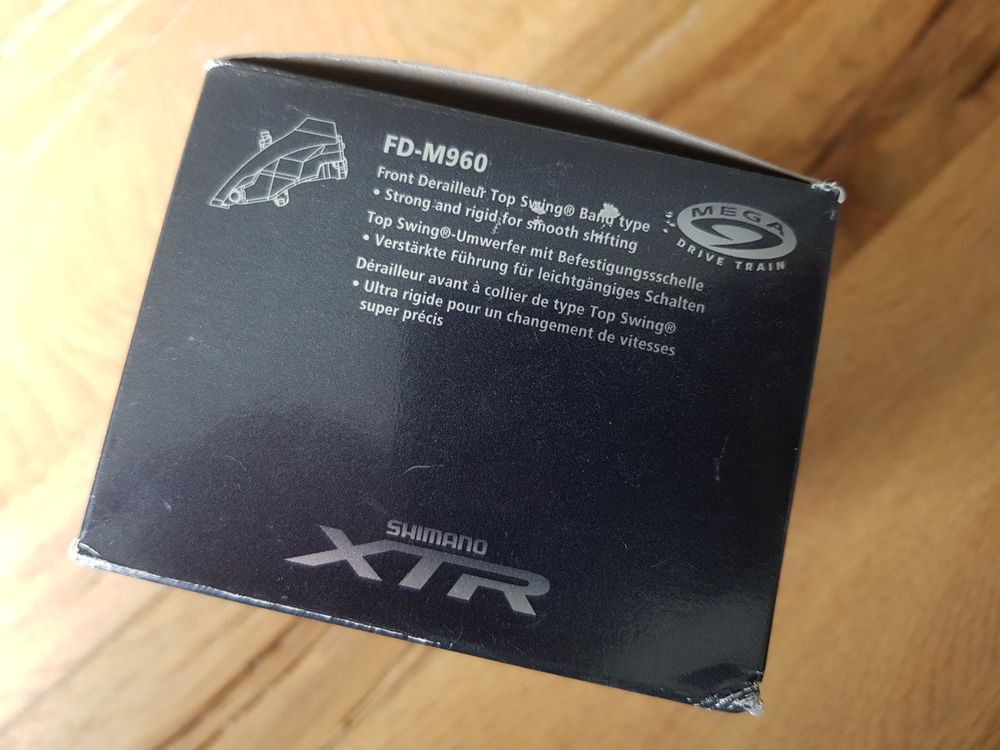 FD-M960
Front Derailleur Top Swing® Band type
• Strong and rigid for smooth shifting
Top Swing®-Umwerfer mit Befestigungssschelle
• Verstärkte Führung für leichtgängiges Schalten
Dérailleur avant à collier de type Top Swing®
• Ultra rigide pour un changement de vitesses
super précis
MEGA
DRIVE TRAIN
SHIMANO
XTR